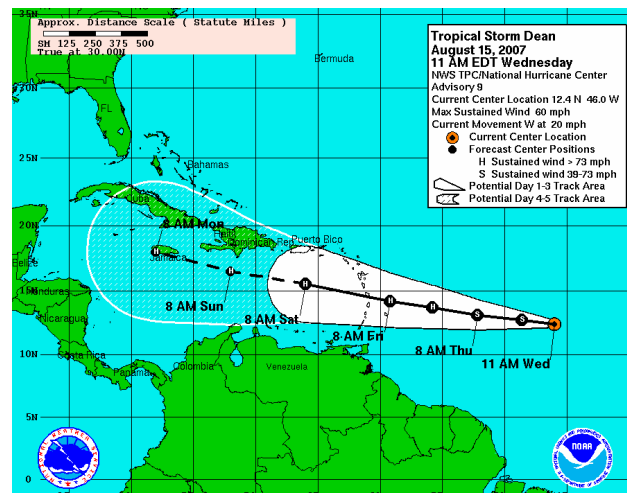 35N
Approx. Distance Scale ( Statute Miles )
SM 125 250 375 500
True at 30.00N
Bermuda
Tropical Storm Dean
August 15, 2007
11 AM EDT Wednesday
NWS TPC/National Hurricane Center
Advisory 9
Current Center Location 12.4 N 46.0 W
Max Sustained Wind 60 mph
Current Movement W at 20 mph
Current Center Location
Forecast Center Positions
H Sustained wind > 73 mph
S Sustained wind 39-73 mph
Potential Day 1-3 Track Area
Potential Day 4-5 Track Area
30N
FL
25N
Bahamas
Cuba
20N
8 AM Mon
Haiti
Dominican Rep
Puerto Rico
Jamaica
Belize
H H H H H S S
15N
Honduras
8 AM Sun
8 AM Sat
8 AM Fri
8 AM Thu
11 AM Wed
Nicaragua
10N
Costa Rica
Panama
Colombia
Venezuela
5N
0
NATIONAL WEATHER SERVICE
NOAA